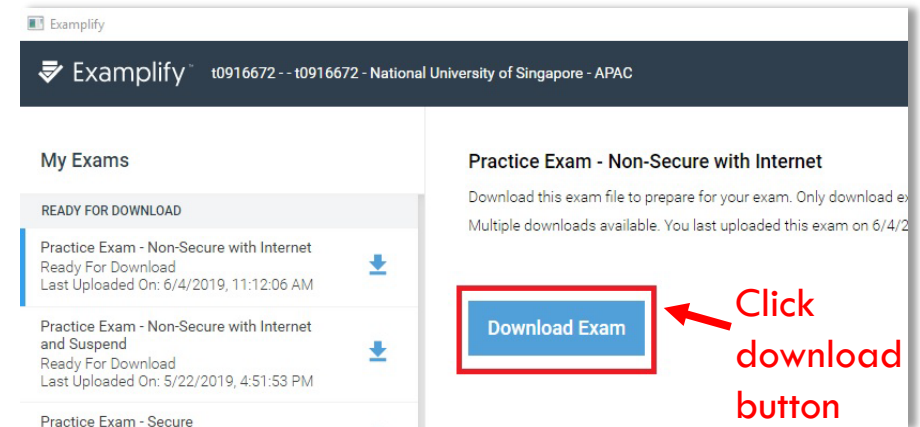 Examplify
Examplify™ t0916672 - - t0916672 - National University of Singapore - APAC
My Exams
READY FOR DOWNLOAD
Practice Exam - Non-Secure with Internet
Ready For Download
Last Uploaded On: 6/4/2019, 11:12:06 AM
Practice Exam - Non-Secure with Internet
and Suspend
Ready For Download
Last Uploaded On: 5/22/2019, 4:51:53 PM
Practice Exam - Secure
Practice Exam - Non-Secure with Internet
Download this exam file to prepare for your exam. Only download
Multiple downloads available. You last uploaded this exam on 6/4/2
Download Exam
Click
download
button